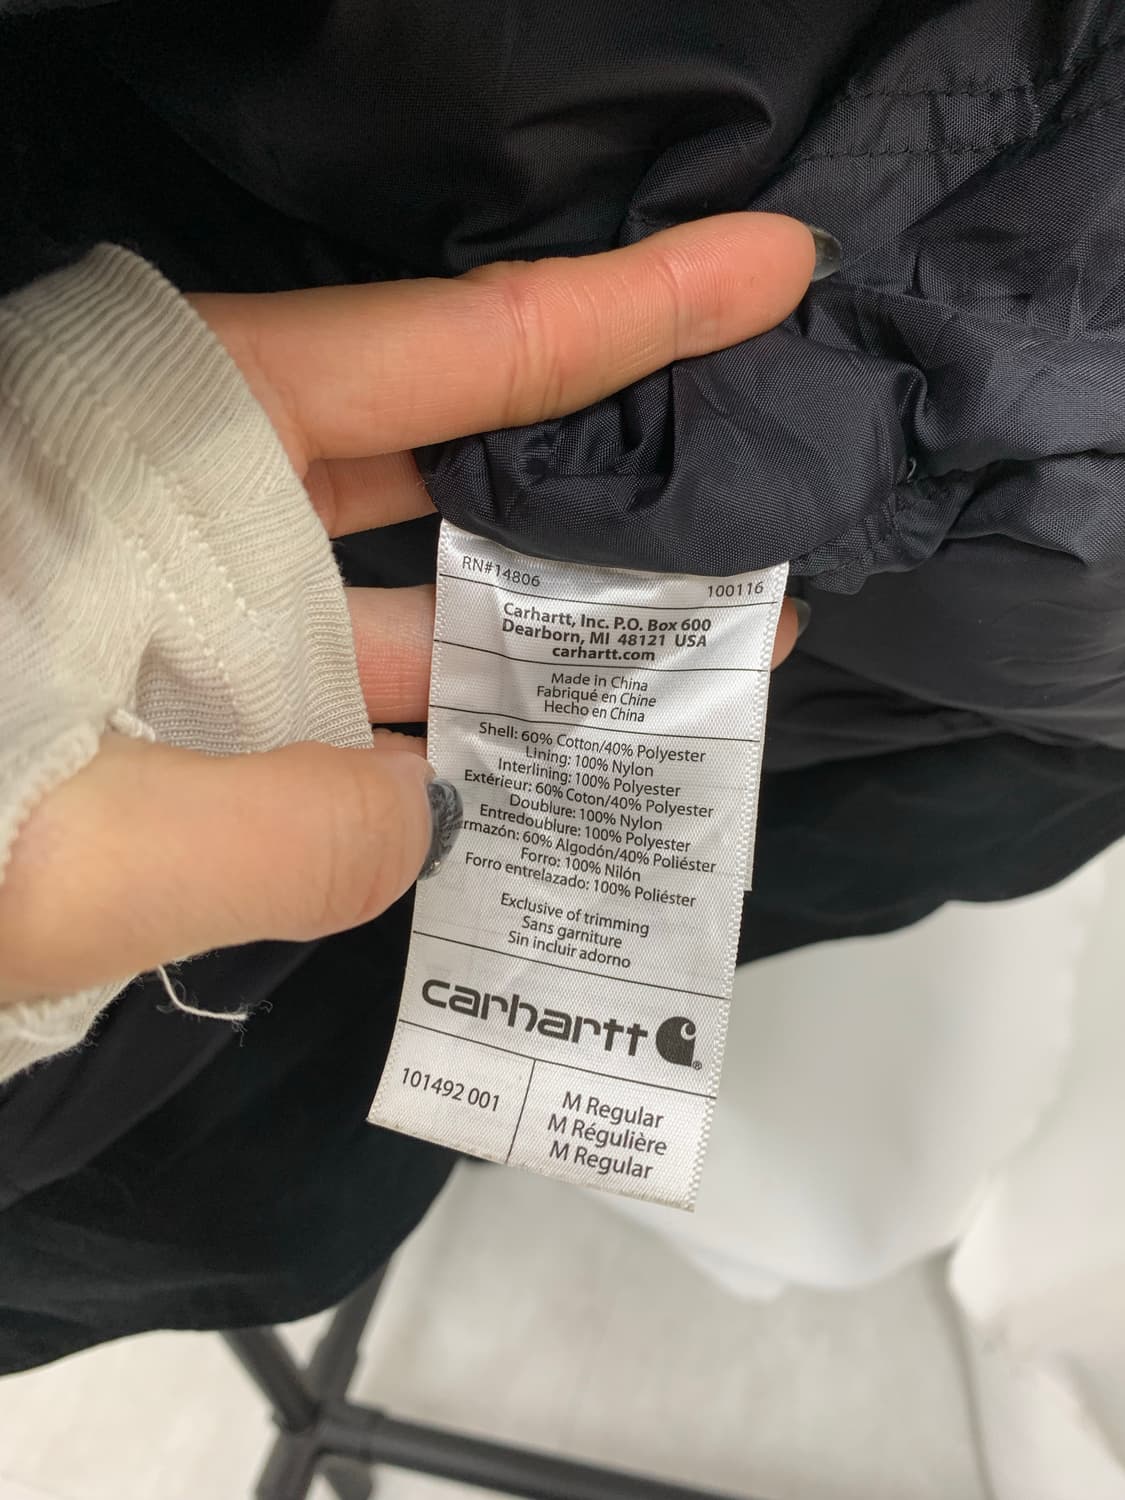 RN#14806 100116
Carhartt, Inc. P.O. Box 600
Dearborn, MI 48121 USA
carhartt.com
Made in China
Fabriqué en Chine
Hecho en China
Shell: 60% Cotton/40% Polyester
Lining: 100% Nylon
Interlining: 100% Polyester
Extérieur: 60% Coton/40% Polyester
Doublure: 100% Nylon
Entredoublure: 100% Polyester
rmazón: 60% Algodón/40% Poliéster
Forro: 100% Nilón
Forro entrelazado: 100% Poliéster
Exclusive of trimming
Sans garniture
Sin incluir adorno
carhartt ®
101492 001
M Regular
M Régulière
M Regular